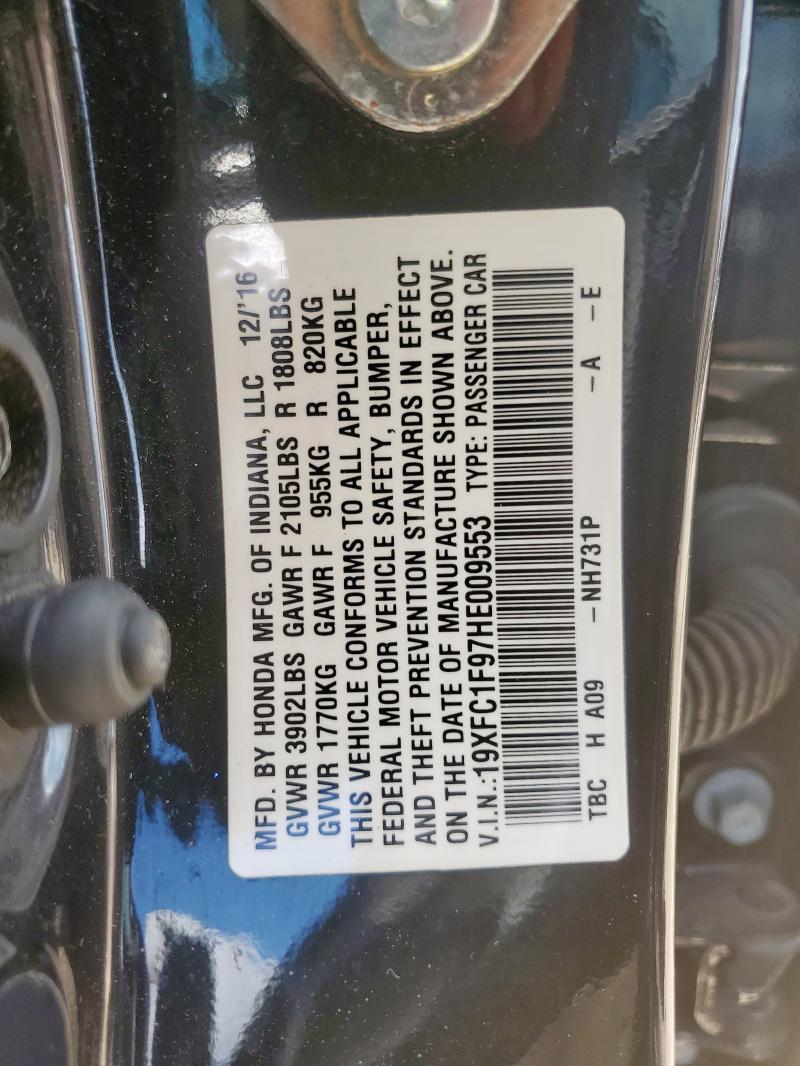 MFD. BY HONDA MFG. OF INDIANA, LLC 12/'16
GVWR 3902LBS GAWR F 2105LBS R 1808LBS
GVWR 1770KG GAWR F 955KG R 820KG
THIS VEHICLE CONFORMS TO ALL APPLICABLE
FEDERAL MOTOR VEHICLE SAFETY, BUMPER,
AND THEFT PREVENTION STANDARDS IN EFFECT
ON THE DATE OF MANUFACTURE SHOWN ABOVE.
V.I.N.:19XFC1F97HE009553 TYPE: PASSENGER CAR
TBC H A09 -NH731P -A -E